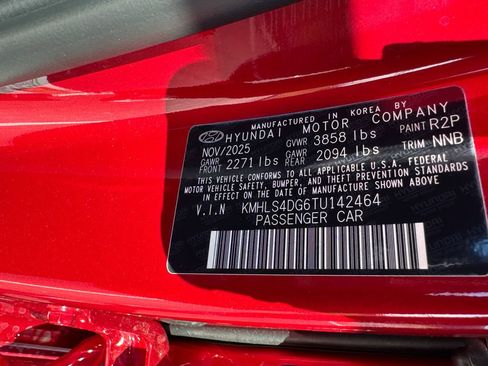 MANUFACTURED IN KOREA BY
HYUNDAI MOTOR COMPANY
NOV/2025 GVWR 3858 lbs PAINT R2P
GAWR FRONT 2271 lbs GAWR REAR 2094 lbs TRIM NNB
THIS VEHICLE CONFORMS TO ALL APPLICABLE U.S.A. FEDERAL
MOTOR VEHICLE SAFETY, BUMPER, AND THEFT PREVENTION STANDARDS
IN EFFECT ON THE DATE OF MANUFACTURE SHOWN ABOVE.
V.I.N KMHLS4DG6TU142464
PASSENGER CAR